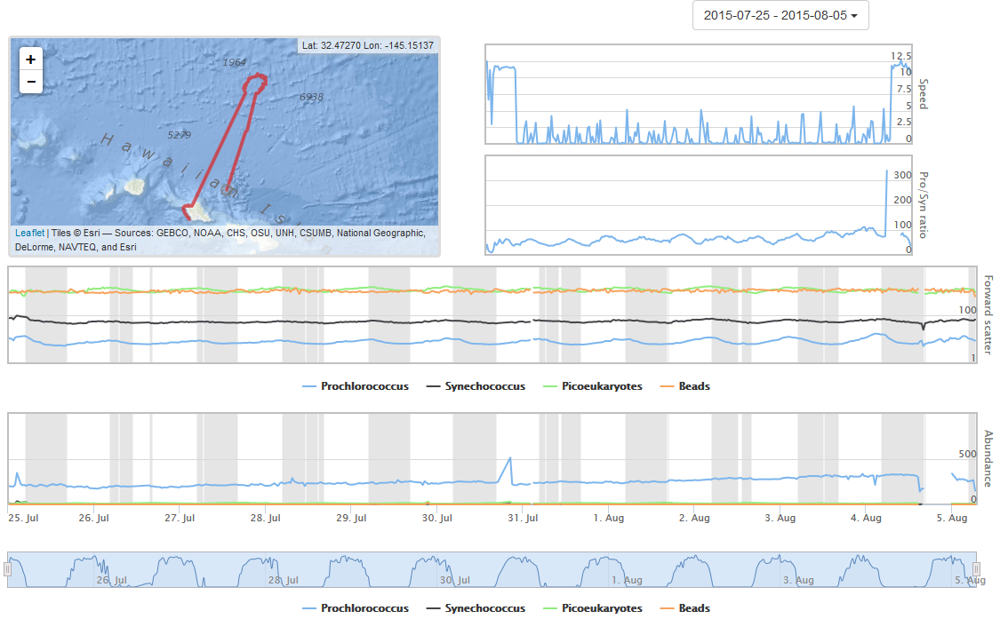 2015-07-25 - 2015-08-05
+
−
Lat: 32.47270 Lon: -145.15137
1964
6938
5279
Hawaiian Isl
Leaflet | Tiles © Esri — Sources: GEBCO, NOAA, CHS, OSU, UNH, CSUMB, National Geographic,
DeLorme, NAVTEQ, and Esri
12.5
10
7.5
5
2.5
0
Speed
300
200
100
0
Pro/Syn ratio
100
1
Forward scatter
Prochlorococcus Synechococcus Picoeukaryotes Beads
500
0
Abundance
25. Jul 26. Jul 27. Jul 28. Jul 29. Jul 30. Jul 31. Jul 1. Aug 2. Aug 3. Aug 4. Aug 5. Aug
26. Jul 28. Jul 30. Jul 1. Aug 3. Aug 5. Aug
Prochlorococcus Synechococcus Picoeukaryotes Beads